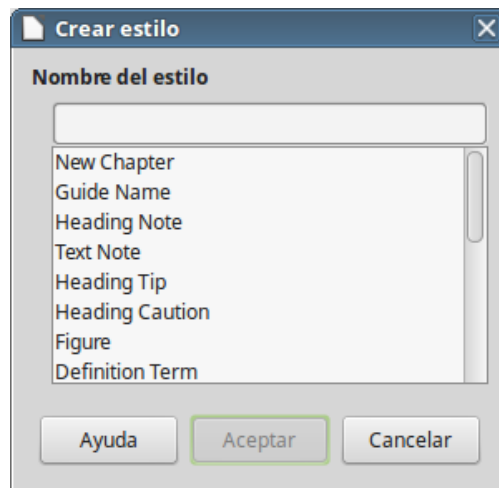 Crear estilo
Nombre del estilo
New Chapter
Guide Name
Heading Note
Text Note
Heading Tip
Heading Caution
Figure
Definition Term
Ayuda
Aceptar
Cancelar